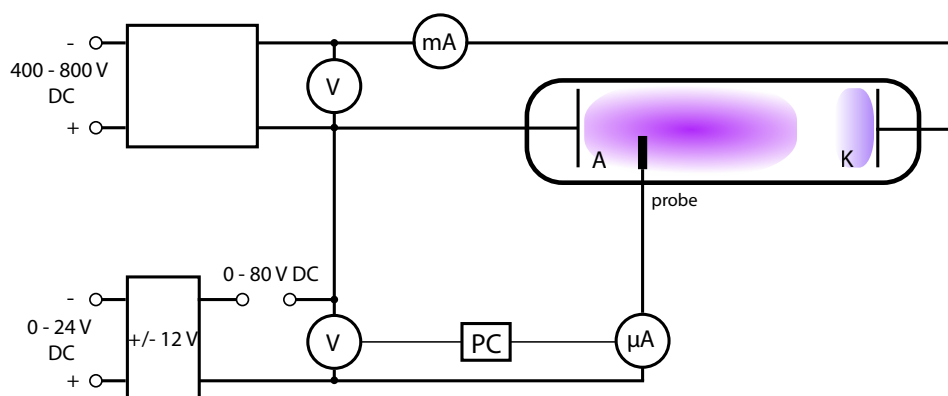 -
mA
400 - 800 V
DC
V
+
A
K
probe
0 - 80 V DC
-
0 - 24 V
DC
+/- 12 V
V
PC
µA
+